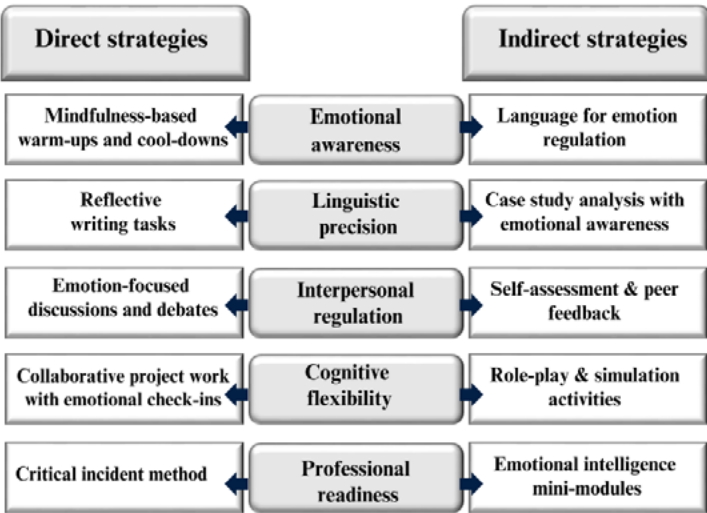 Direct strategies
Indirect strategies
Mindfulness-based
warm-ups and cool-downs
Emotional
awareness
Language for emotion
regulation
Reflective
writing tasks
Linguistic
precision
Case study analysis with
emotional awareness
Emotion-focused
discussions and debates
Interpersonal
regulation
Self-assessment & peer
feedback
Collaborative project work
with emotional check-ins
Cognitive
flexibility
Role-play & simulation
activities
Critical incident method
Professional
readiness
Emotional intelligence
mini-modules